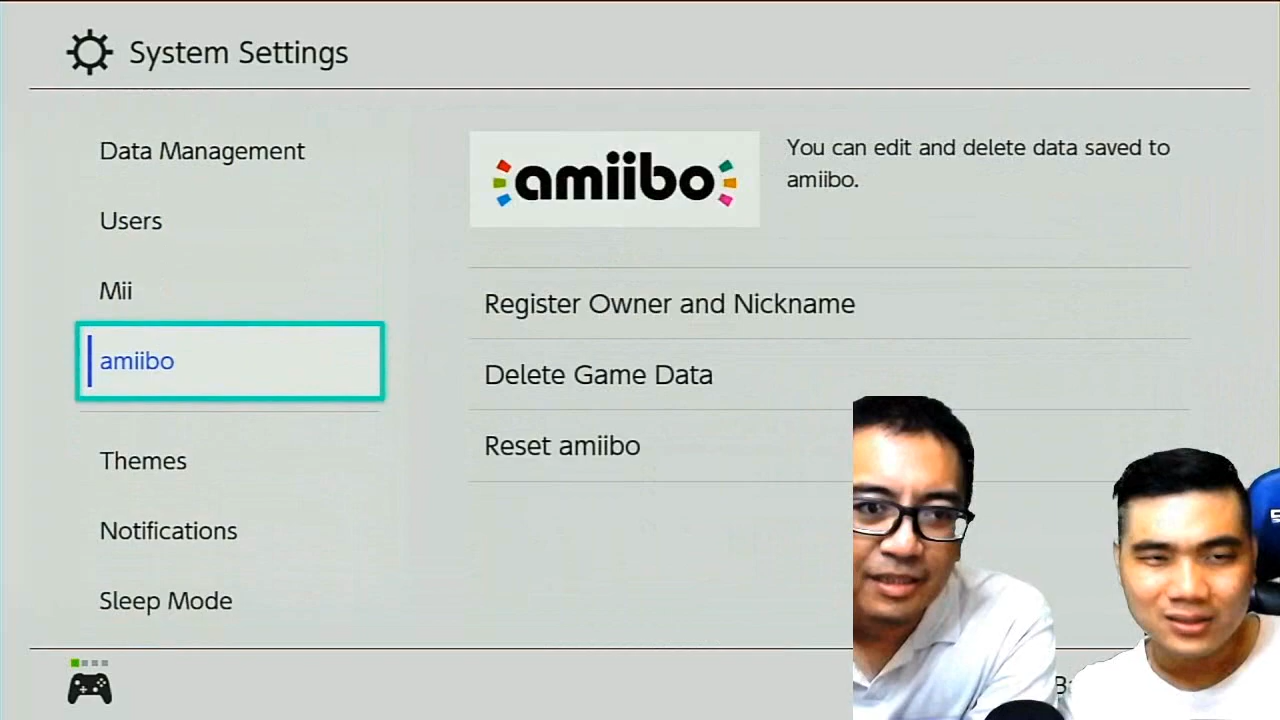 System Settings
Data Management
Users
Mii
amiibo
Themes
Notifications
Sleep Mode
amiibo
You can edit and delete data saved to
amiibo.
Register Owner and Nickname
Delete Game Data
Reset amiibo